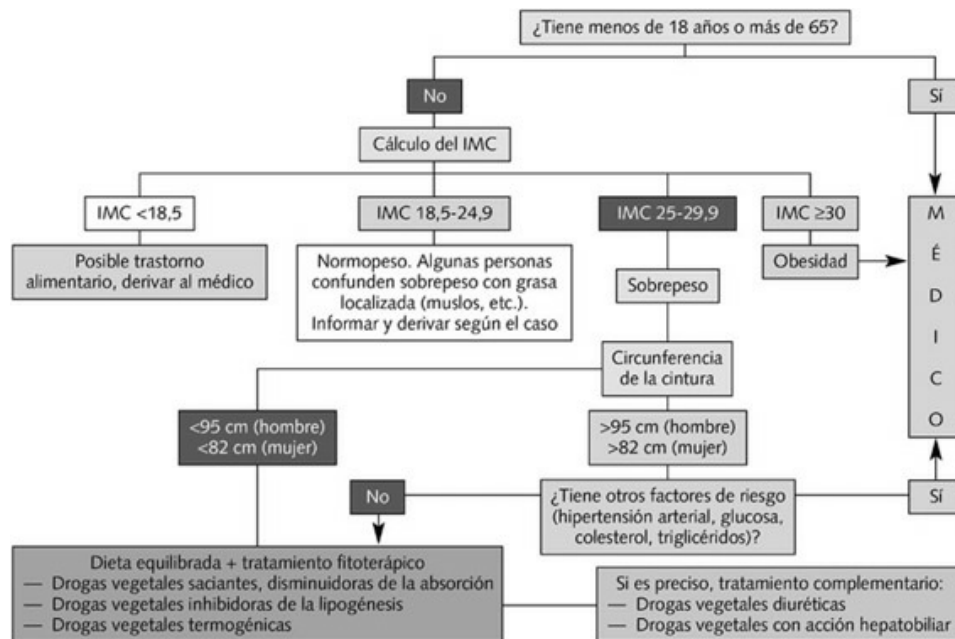 ¿Tiene menos de 18 años o más de 65?
No
Sí
Cálculo del IMC
IMC <18,5
IMC 18,5-24,9
IMC 25-29,9
IMC ≥30
Posible trastorno
alimentario, derivar al médico
Normopeso. Algunas personas
confunden sobrepeso con grasa
localizada (muslos, etc.).
Informar y derivar según el caso
Sobrepeso
Obesidad
MÉDICO
Circunferencia
de la cintura
<95 cm (hombre)
<82 cm (mujer)
>95 cm (hombre)
>82 cm (mujer)
No
¿Tiene otros factores de riesgo
(hipertensión arterial, glucosa,
colesterol, triglicéridos)?
Sí
Dieta equilibrada + tratamiento fitoterápico
— Drogas vegetales saciantes, disminuidoras de la absorción
— Drogas vegetales inhibidoras de la lipogénesis
— Drogas vegetales termogénicas
Si es preciso, tratamiento complementario:
— Drogas vegetales diuréticas
— Drogas vegetales con acción hepatobiliar